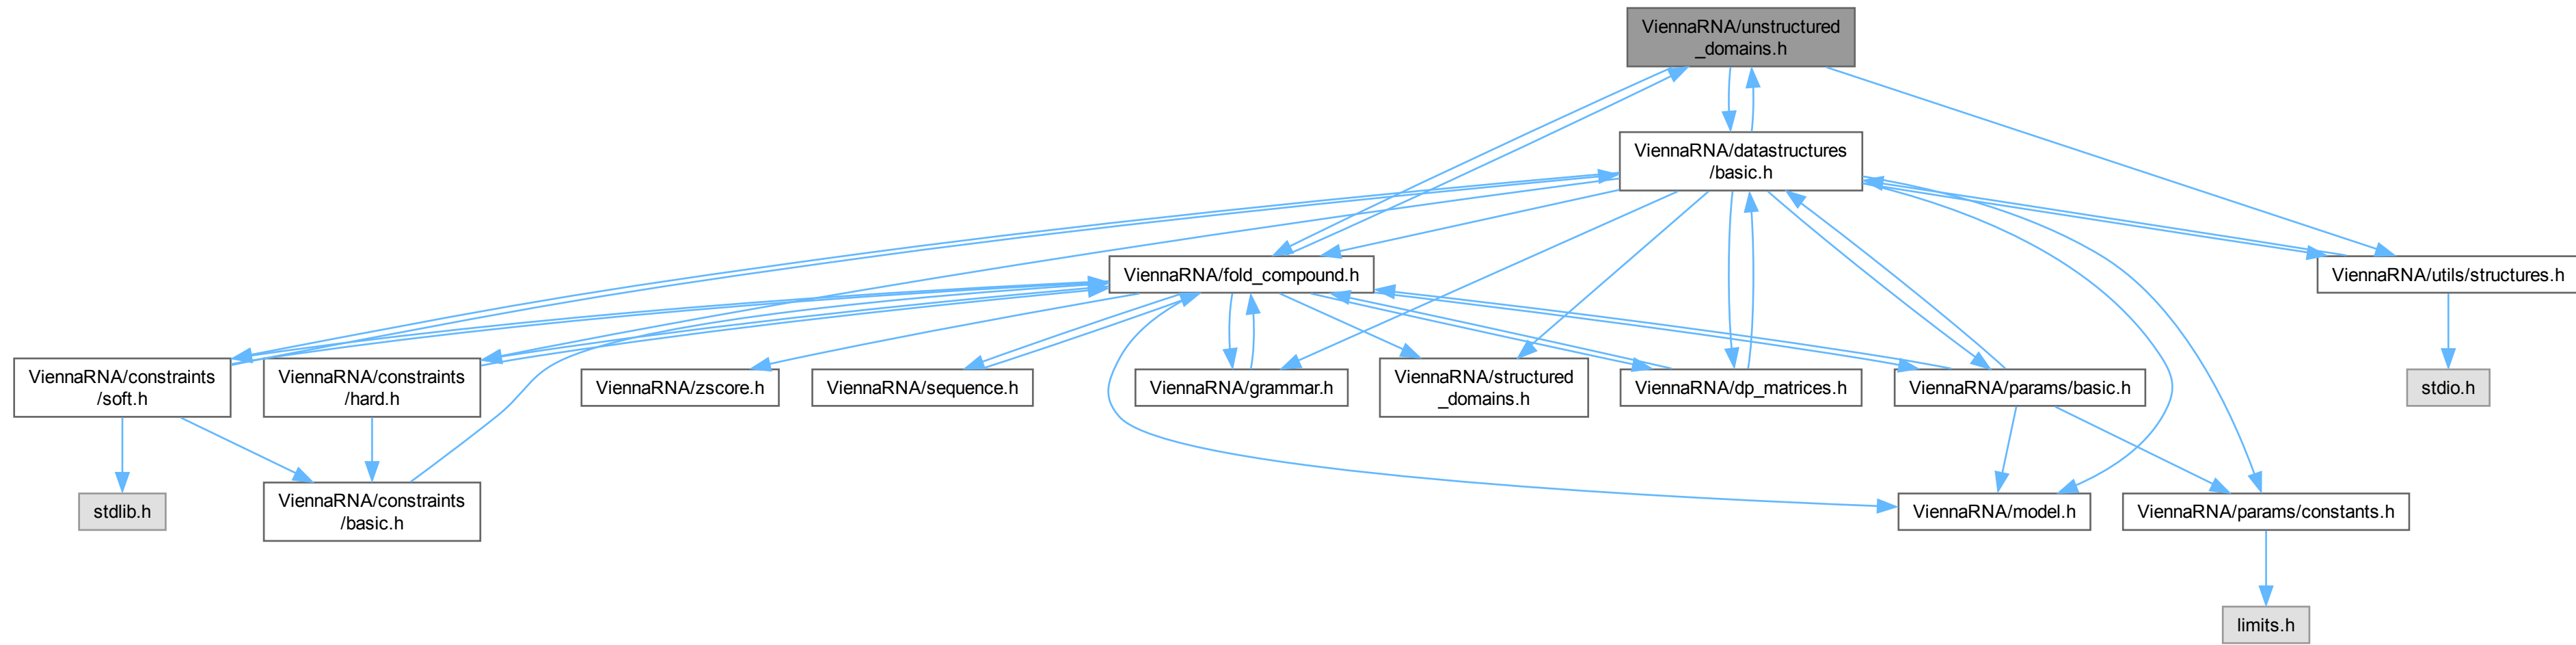 ViennaRNA/unstructured
_domains.h
ViennaRNA/datastructures
/basic.h
ViennaRNA/fold_compound.h
ViennaRNA/utils/structures.h
ViennaRNA/constraints
/soft.h
ViennaRNA/constraints
/hard.h
ViennaRNA/zscore.h
ViennaRNA/sequence.h
ViennaRNA/grammar.h
ViennaRNA/structured
_domains.h
ViennaRNA/dp_matrices.h
ViennaRNA/params/basic.h
stdio.h
stdlib.h
ViennaRNA/constraints
/basic.h
ViennaRNA/model.h
ViennaRNA/params/constants.h
limits.h